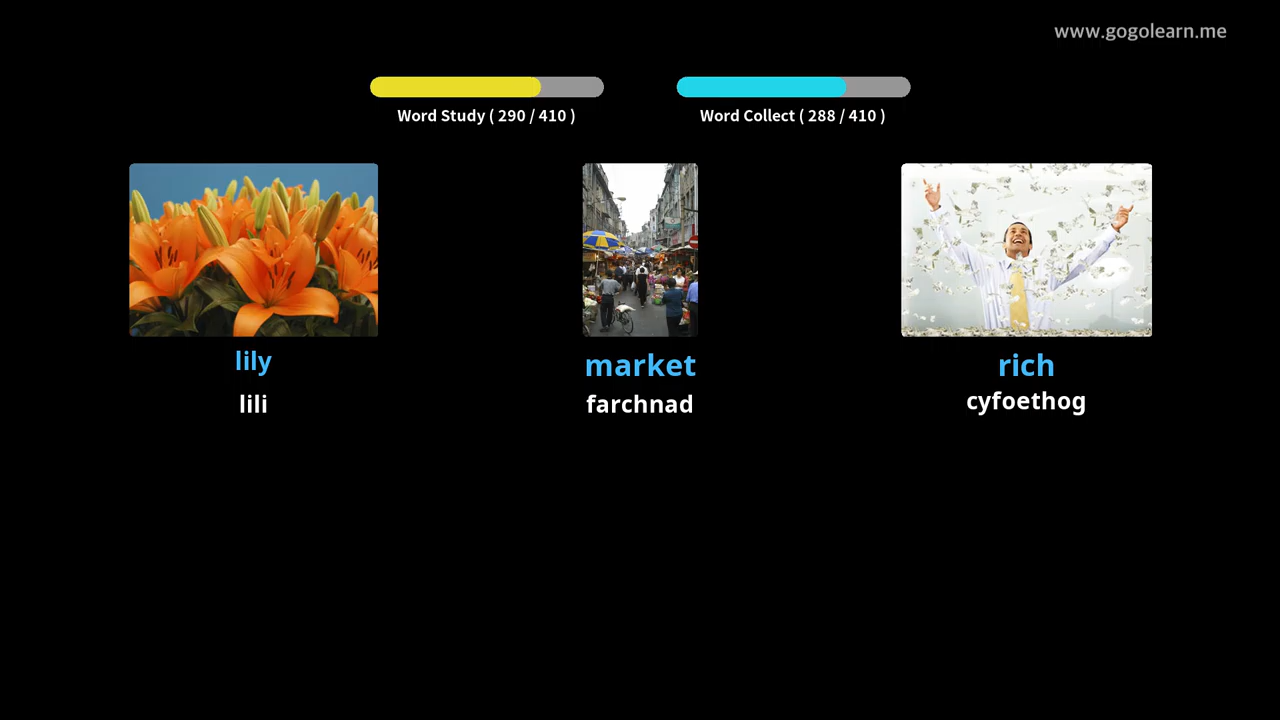 www.gogolearn.me
Word Study ( 290 / 410 )
Word Collect ( 288 / 410 )
lily
market
rich
lili
farchnad
cyfoethog